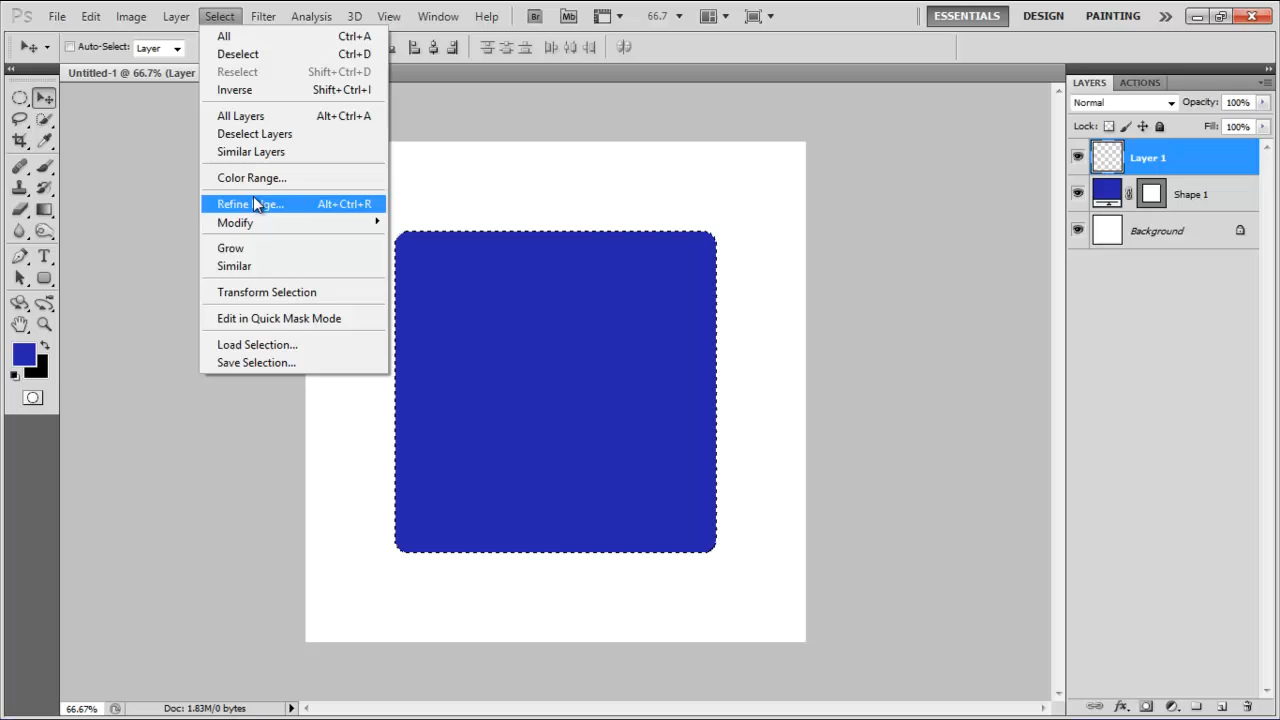 Ps File Edit Image Layer Select Filter Analysis 3D View Window Help Br Mb 66.7 ESSENTIALS DESIGN PAINTING
Auto-Select: Layer
Untitled-1 @ 66.7% (Layer
All Ctrl+A
Deselect Ctrl+D
Reselect Shift+Ctrl+D
Inverse Shift+Ctrl+I
All Layers Alt+Ctrl+A
Deselect Layers
Similar Layers
Color Range...
Refine Edge... Alt+Ctrl+R
Modify
Grow
Similar
Transform Selection
Edit in Quick Mask Mode
Load Selection...
Save Selection...
LAYERS ACTIONS
Normal Opacity: 100%
Lock: Fill: 100%
Layer 1
Shape 1
Background
66.67% Doc: 1.83M/0 bytes